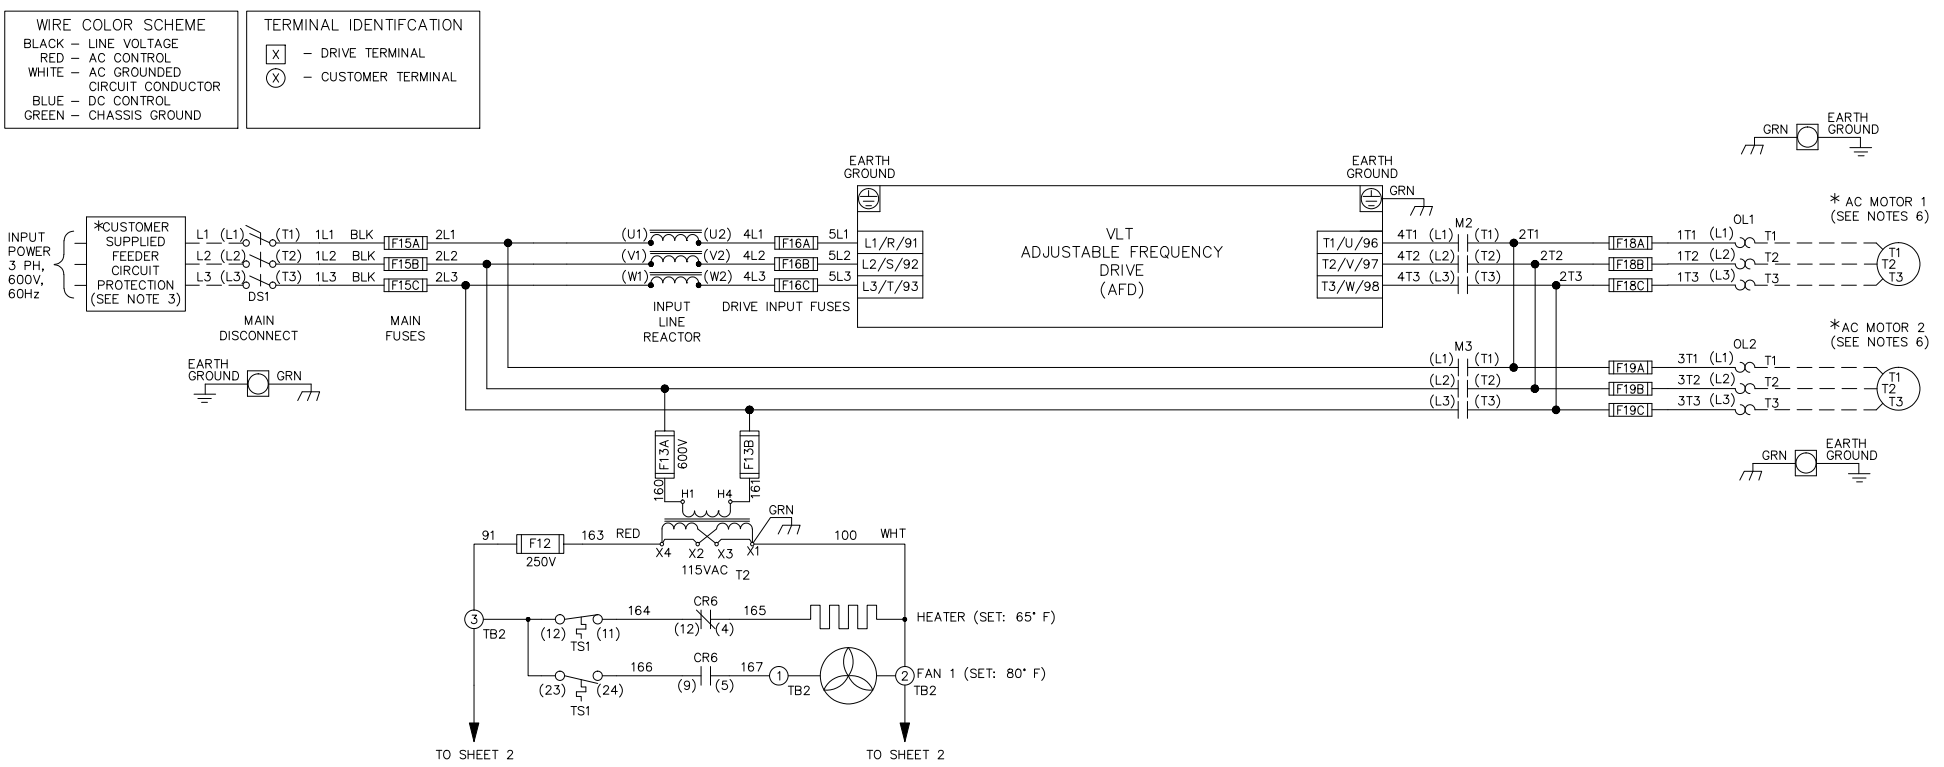 WIRE COLOR SCHEME
BLACK – LINE VOLTAGE
RED – AC CONTROL
WHITE – AC GROUNDED
CIRCUIT CONDUCTOR
BLUE – DC CONTROL
GREEN – CHASSIS GROUND
TERMINAL IDENTIFCATION
X – DRIVE TERMINAL
X – CUSTOMER TERMINAL
INPUT
POWER
3 PH,
600V,
60Hz
*CUSTOMER
SUPPLIED
FEEDER
CIRCUIT
PROTECTION
(SEE NOTE 3)
L1 (L1) (T1) 1L1 BLK F15A 2L1
L2 (L2) (T2) 1L2 BLK F15B 2L2
L3 (L3) (T3) 1L3 BLK F15C 2L3
DS1
MAIN
DISCONNECT
MAIN
FUSES
EARTH
GROUND
GRN
(U1) (U2) 4L1 F16A 5L1
(V1) (V2) 4L2 F16B 5L2
(W1) (W2) 4L3 F16C 5L3
INPUT
LINE
REACTOR
DRIVE INPUT FUSES
EARTH
GROUND
L1/R/91
L2/S/92
L3/T/93
VLT
ADJUSTABLE FREQUENCY
DRIVE
(AFD)
EARTH
GROUND
GRN
T1/U/96
T2/V/97
T3/W/98
M2
4T1 (L1) (T1) 2T1 F18A 1T1 (L1) T1
4T2 (L2) (T2) 2T2 F18B 1T2 (L2) T2
4T3 (L3) (T3) 2T3 F18C 1T3 (L3) T3
OL1
GRN
EARTH
GROUND
* AC MOTOR 1
(SEE NOTES 6)
T1
T2
T3
M3
(L1) (T1) F19A 3T1 (L1) T1
(L2) (T2) F19B 3T2 (L2) T2
(L3) (T3) F19C 3T3 (L3) T3
OL2
*AC MOTOR 2
(SEE NOTES 6)
T1
T2
T3
GRN
EARTH
GROUND
F13A
600V
F13B
160
161
H1 H4
GRN
91 F12 163 RED
250V
X4 X2 X3 X1
100 WHT
115VAC T2
3
TB2
(12) (11)
TS1
164
CR6
(12) (4)
165
HEATER (SET: 65° F)
(23) (24)
TS1
166
CR6
(9) (5)
167
1
TB2
2
TB2
FAN 1 (SET: 80° F)
TO SHEET 2
TO SHEET 2